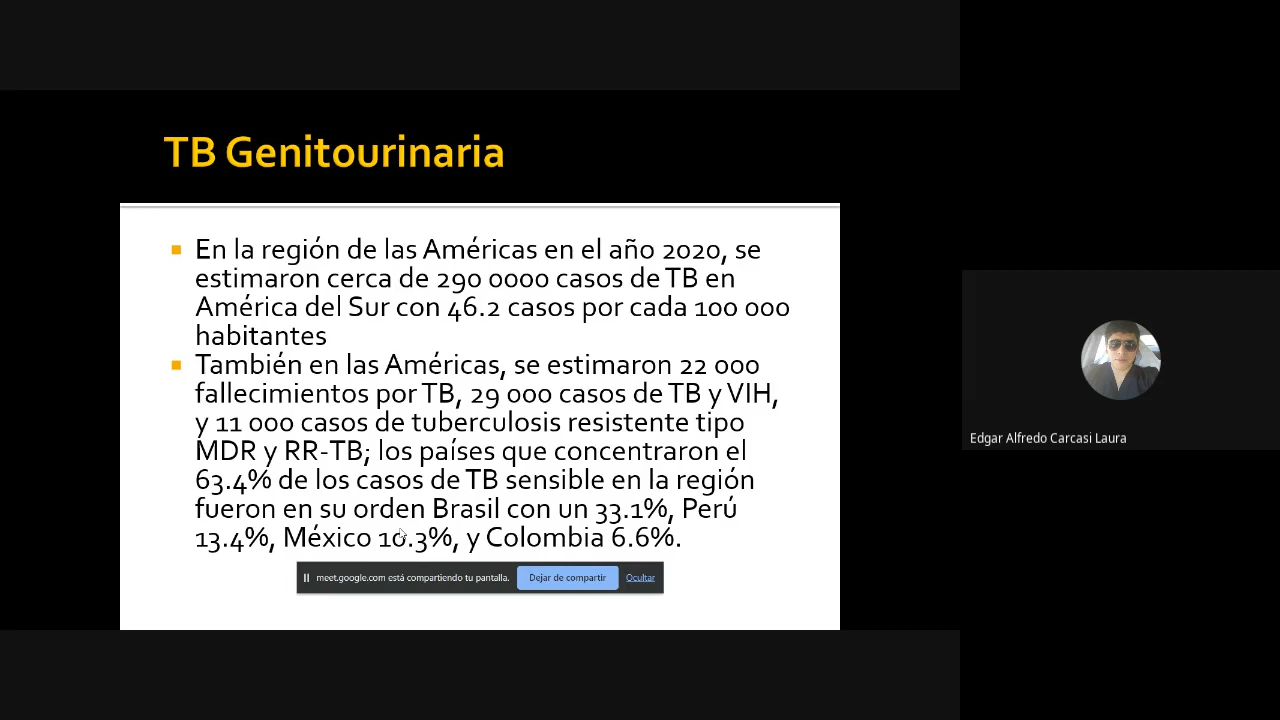 TB Genitourinaria
En la región de las Américas en el año 2020, se
estimaron cerca de 290 0000 casos de TB en
América del Sur con 46.2 casos por cada 100 000
habitantes
También en las Américas, se estimaron 22 000
fallecimientos por TB, 29 000 casos de TB y VIH,
y 11 000 casos de tuberculosis resistente tipo
MDR y RR-TB; los países que concentraron el
63.4% de los casos de TB sensible en la región
fueron en su orden Brasil con un 33.1%, Perú
13.4%, México 10.3%, y Colombia 6.6%.
meet.google.com está compartiendo tu pantalla. Dejar de compartir Ocultar
Edgar Alfredo Carcasi Laura